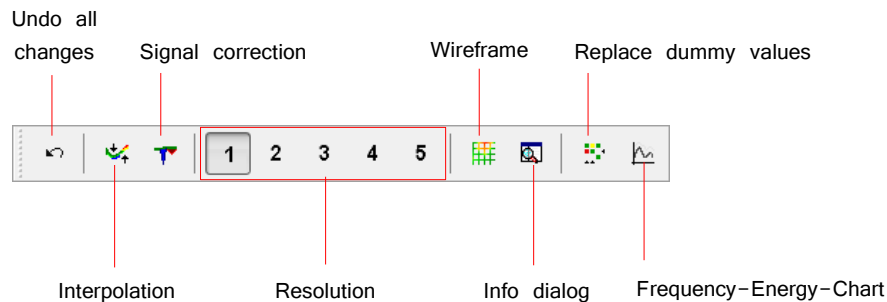 Undo all
changes
Signal correction
Wireframe
Replace dummy values
1 2 3 4 5
Interpolation
Resolution
Info dialog
Frequency-Energy-Chart